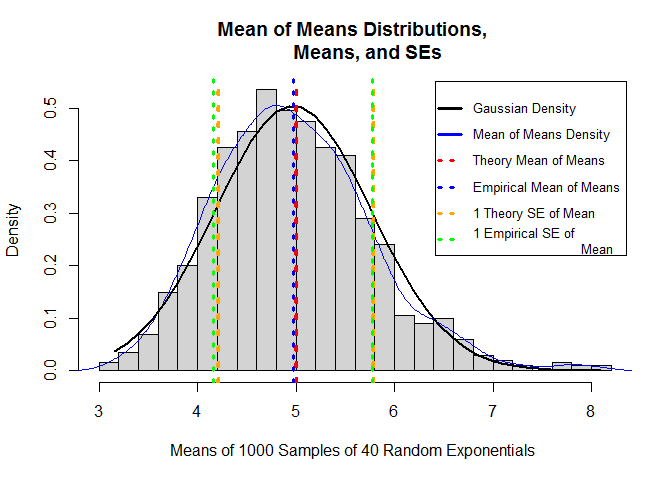 Mean of Means Distributions,
Means, and SEs
Gaussian Density
Mean of Means Density
Theory Mean of Means
Empirical Mean of Means
1 Theory SE of Mean
1 Empirical SE of
Mean
Density
0.5
0.4
0.3
0.2
0.1
0.0
3 4 5 6 7 8
Means of 1000 Samples of 40 Random Exponentials